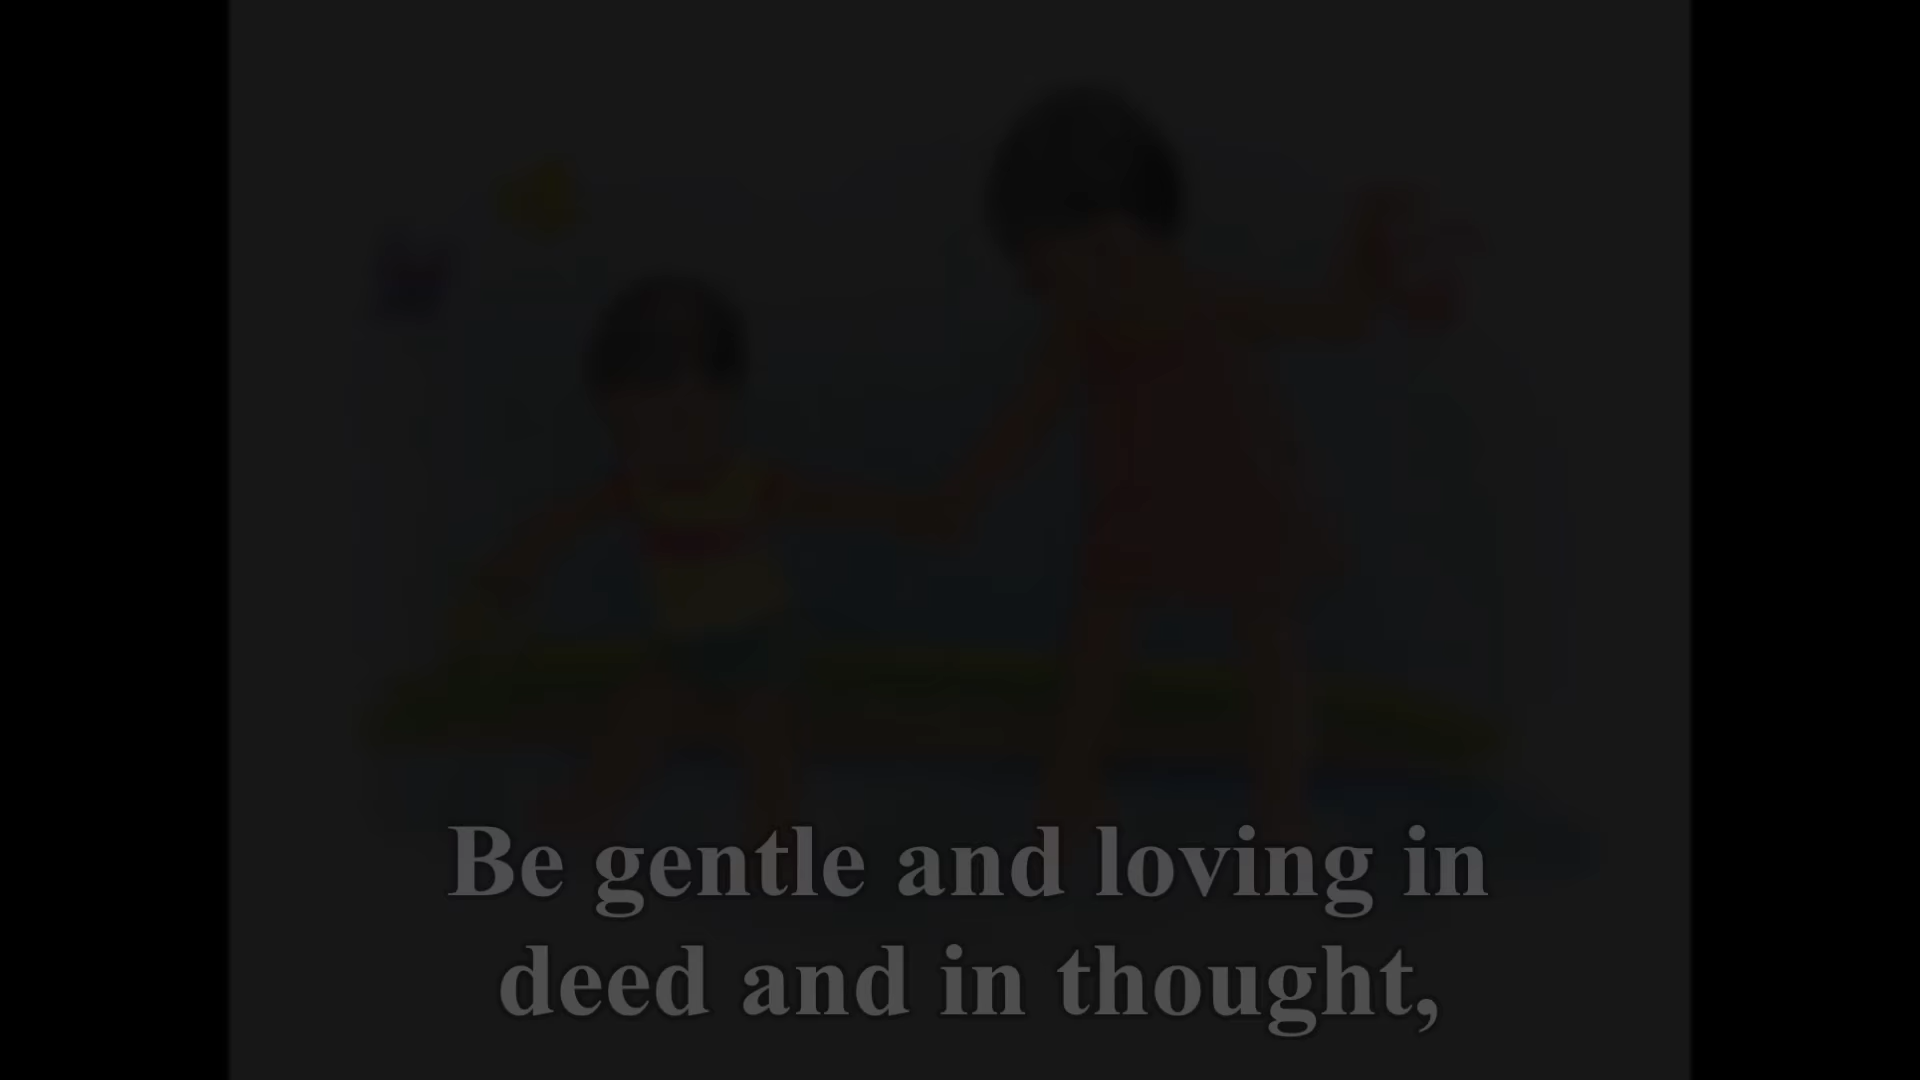 Be gentle and loving in
deed and in thought,